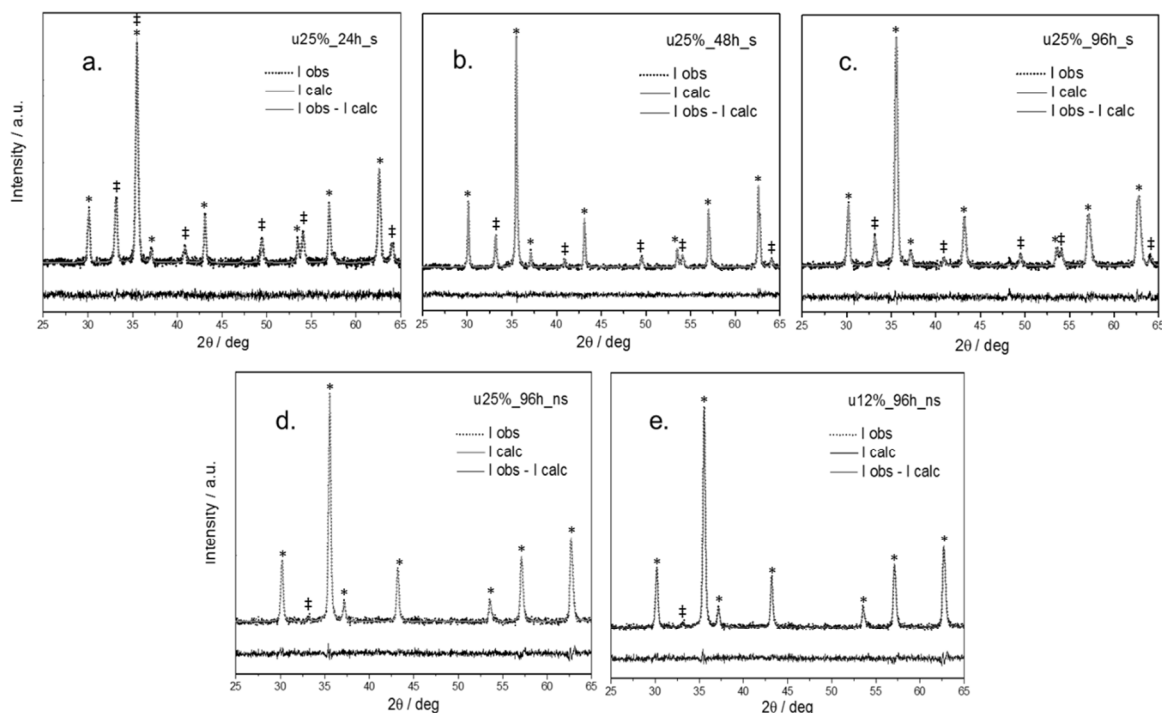 ‡
u25%_24h_s
a.
I obs
I calc
I obs - I calc
* ‡ * * ‡ * ‡ * ‡ * * ‡
Intensity / a.u.
25 30 35 40 45 50 55 60 65
2θ / deg
u25%_48h_s
b.
I obs
I calc
I obs - I calc
* ‡ * * ‡ * ‡ * ‡ * * ‡
25 30 35 40 45 50 55 60 65
2θ / deg
u25%_96h_s
c.
I obs
I calc
I obs - I calc
* ‡ * * ‡ * ‡ * ‡ * * ‡
25 30 35 40 45 50 55 60 65
2θ / deg
u25%_96h_ns
d.
I obs
I calc
I obs - I calc
* ‡ * * * * * *
Intensity / a.u.
25 30 35 40 45 50 55 60 65
2θ / deg
u12%_96h_ns
e.
I obs
I calc
I obs - I calc
* ‡ * * * * * *
25 30 35 40 45 50 55 60 65
2θ / deg